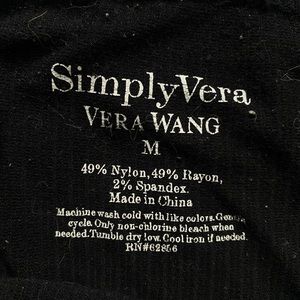 SimplyVera
VERA WANG
M
49% Nylon, 49% Rayon,
2% Spandex.
Made in China
Machine wash cold with like colors. Gentle
cycle. Only non-chlorine bleach when
needed. Tumble dry low. Cool iron if needed.
RN#62856